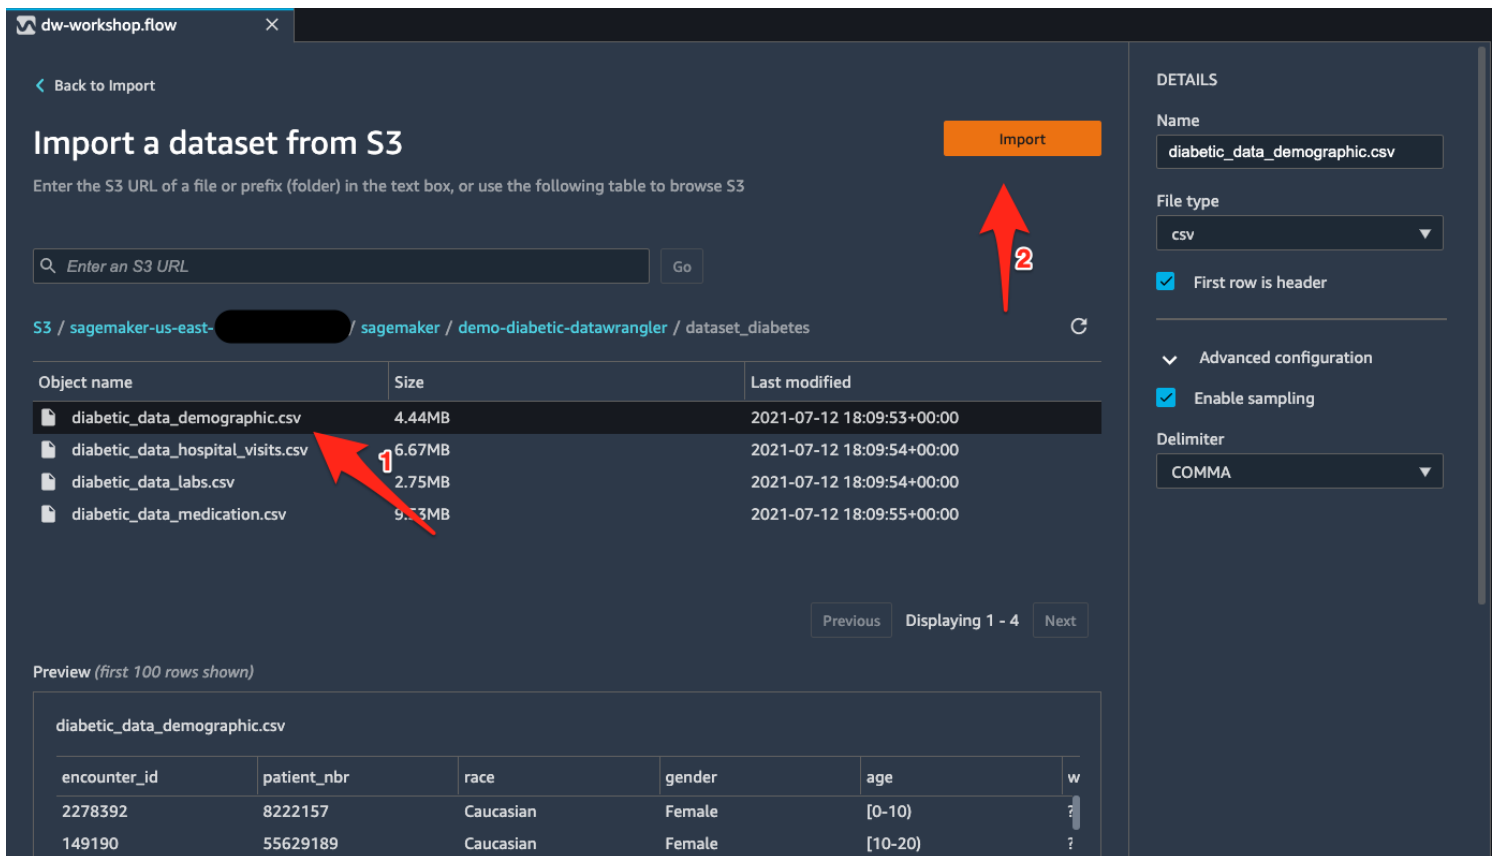 dw-workshop.flow
Back to Import
Import a dataset from S3
Import
Enter the S3 URL of a file or prefix (folder) in the text box, or use the following table to browse S3
2
Enter an S3 URL
Go
S3 / sagemaker-us-east- / sagemaker / demo-diabetic-datawrangler / dataset_diabetes
Object name Size Last modified
diabetic_data_demographic.csv 4.44MB 2021-07-12 18:09:53+00:00
diabetic_data_hospital_visits.csv 6.67MB 2021-07-12 18:09:54+00:00
1
diabetic_data_labs.csv 2.75MB 2021-07-12 18:09:54+00:00
diabetic_data_medication.csv 9.53MB 2021-07-12 18:09:55+00:00
Previous Displaying 1 - 4 Next
Preview (first 100 rows shown)
diabetic_data_demographic.csv
encounter_id patient_nbr race gender age w
2278392 8222157 Caucasian Female [0-10) ?
149190 55629189 Caucasian Female [10-20) ?
DETAILS
Name
diabetic_data_demographic.csv
File type
csv
First row is header
Advanced configuration
Enable sampling
Delimiter
COMMA